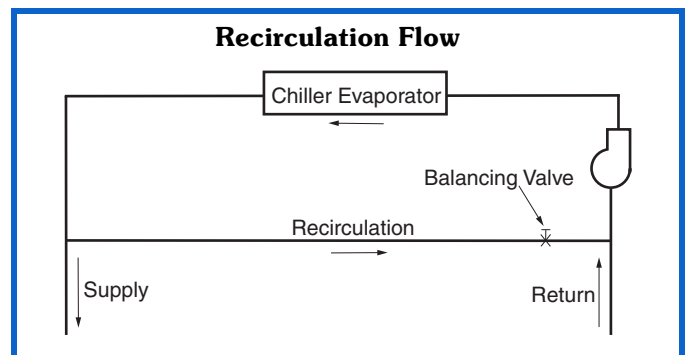 Recirculation Flow
Chiller Evaporator
Balancing Valve
Recirculation
Supply
Return